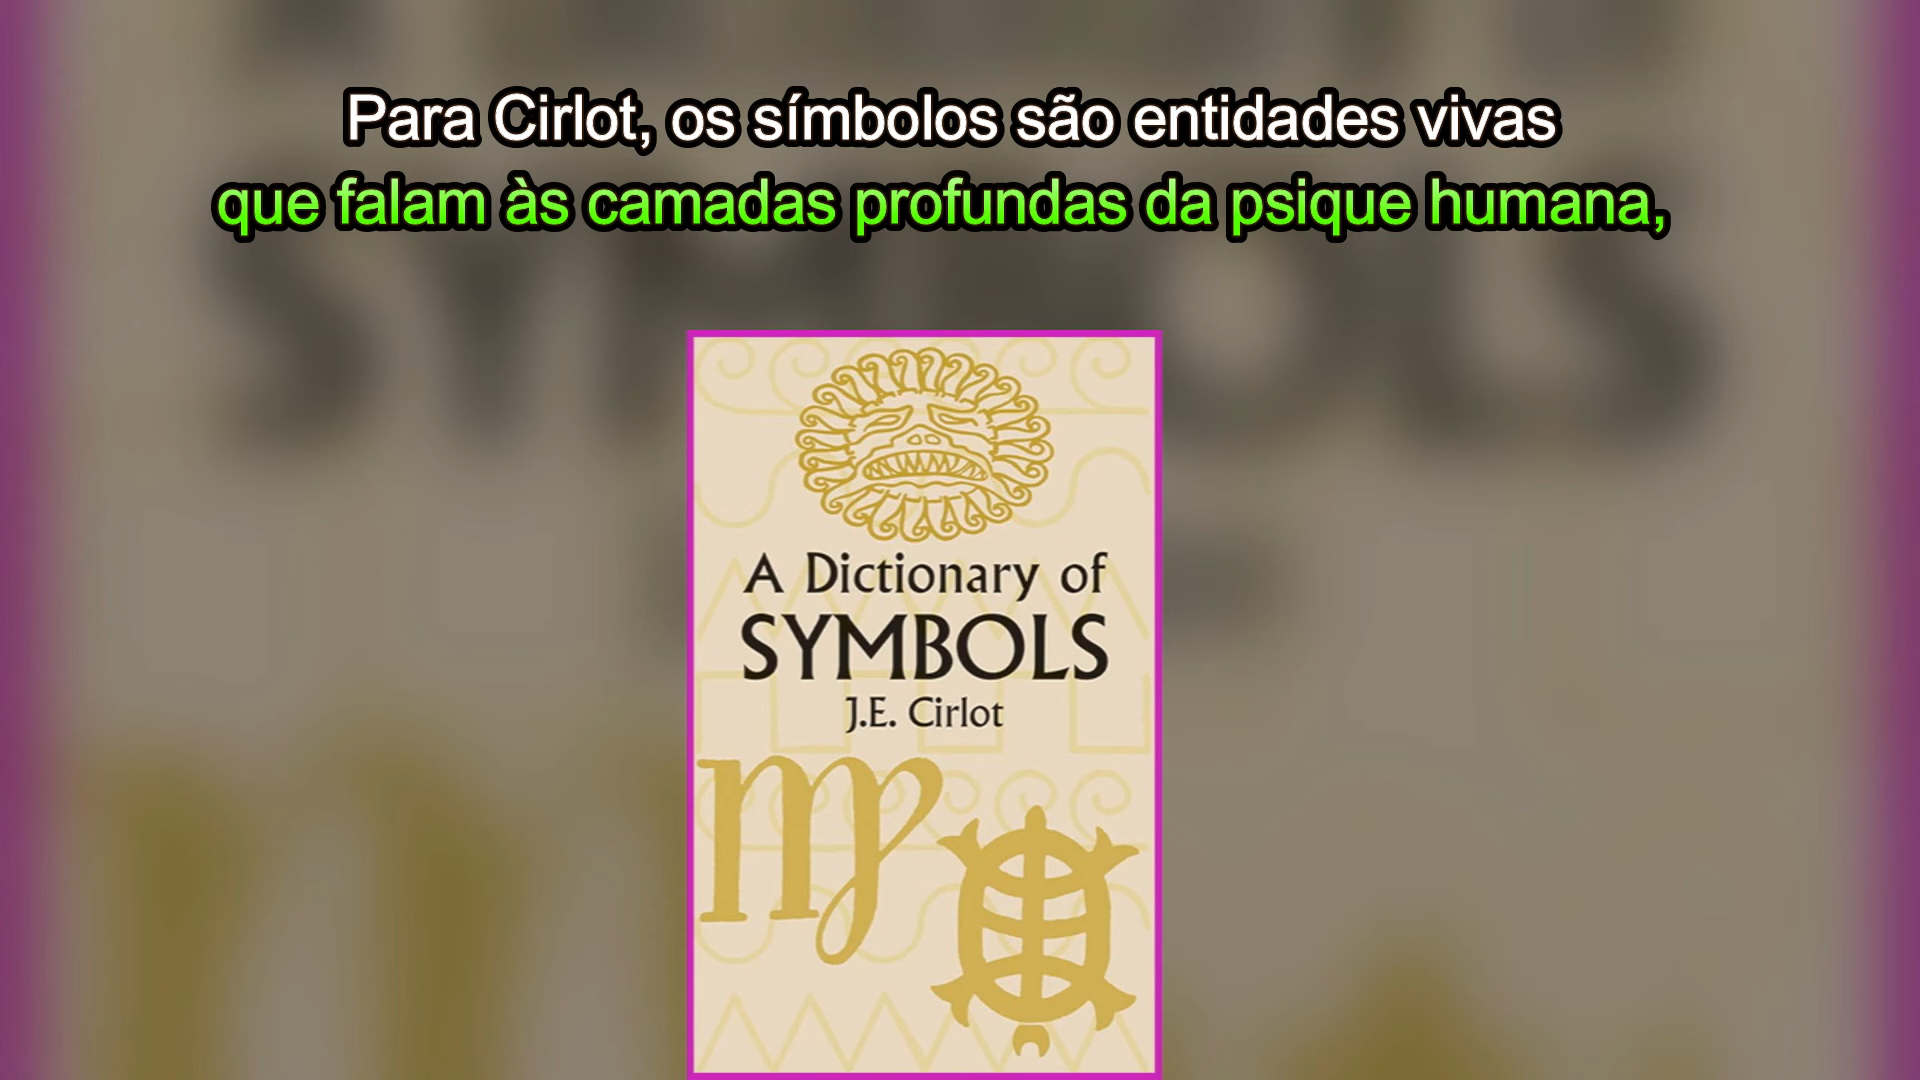 Para Cirlot, os símbolos são entidades vivas
que falam às camadas profundas da psique humana,
A Dictionary of
SYMBOLS
J.E. Cirlot